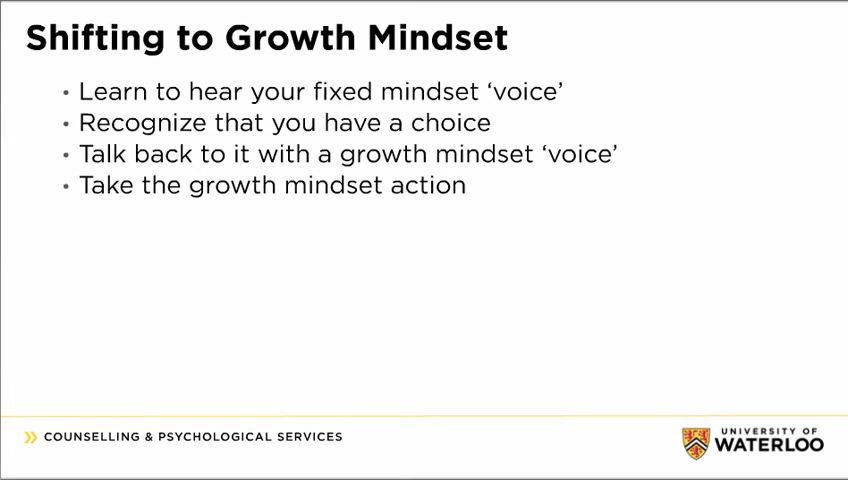 Shifting to Growth Mindset
• Learn to hear your fixed mindset ‘voice’
• Recognize that you have a choice
• Talk back to it with a growth mindset ‘voice’
• Take the growth mindset action
COUNSELLING & PSYCHOLOGICAL SERVICES
UNIVERSITY OF
WATERLOO